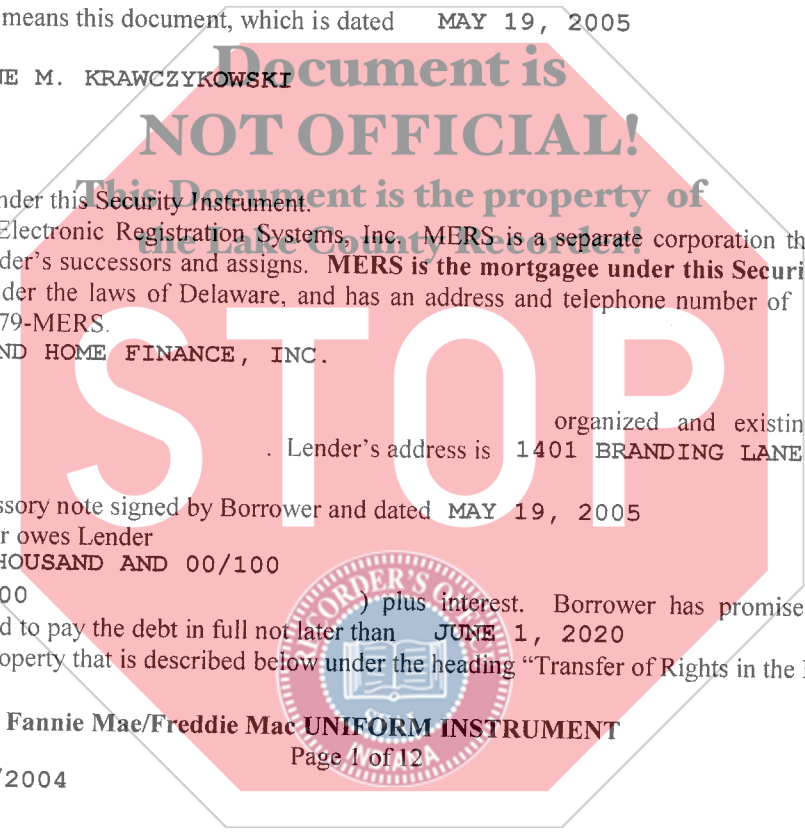 means this document, which is dated MAY 19, 2005
Document is
NE M. KRAWCZYKOWSKI
NOT OFFICIAL!
This Document is the property of
nder this Security Instrument.
the Lake County Recorder!
Electronic Registration Systems, Inc. MERS is a separate corporation th
der's successors and assigns. MERS is the mortgagee under this Securi
der the laws of Delaware, and has an address and telephone number of
79-MERS.
ND HOME FINANCE, INC.
STOP
organized and existin
. Lender's address is 1401 BRANDING LANE
ssory note signed by Borrower and dated MAY 19, 2005
r owes Lender
HOUSAND AND 00/100
00 ) plus interest. Borrower has promise
d to pay the debt in full not later than JUNE 1, 2020
operty that is described below under the heading “Transfer of Rights in the
RECORDER'S OFFICE
SEAL
INDIANA
Fannie Mae/Freddie Mac UNIFORM INSTRUMENT
Page 1 of 12
/2004